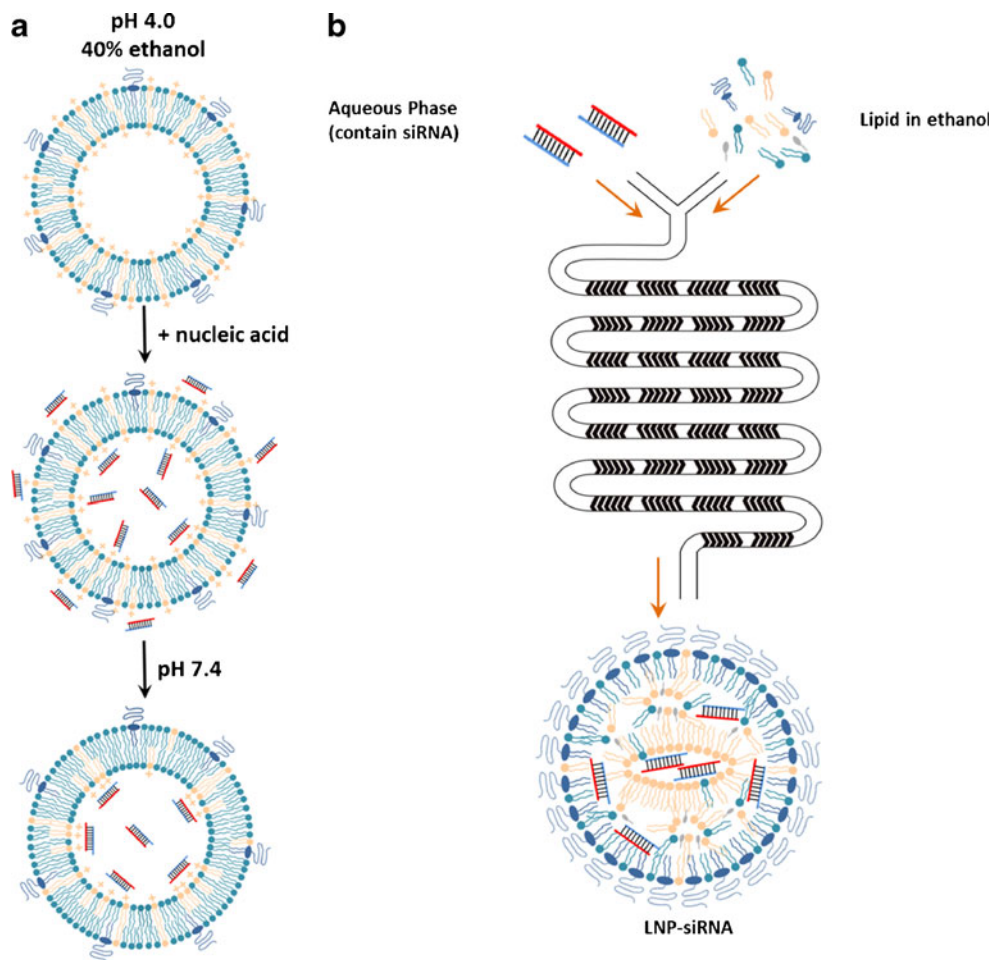 a
pH 4.0
40% ethanol
+ nucleic acid
pH 7.4
b
Aqueous Phase
(contain siRNA)
Lipid in ethanol
LNP-siRNA